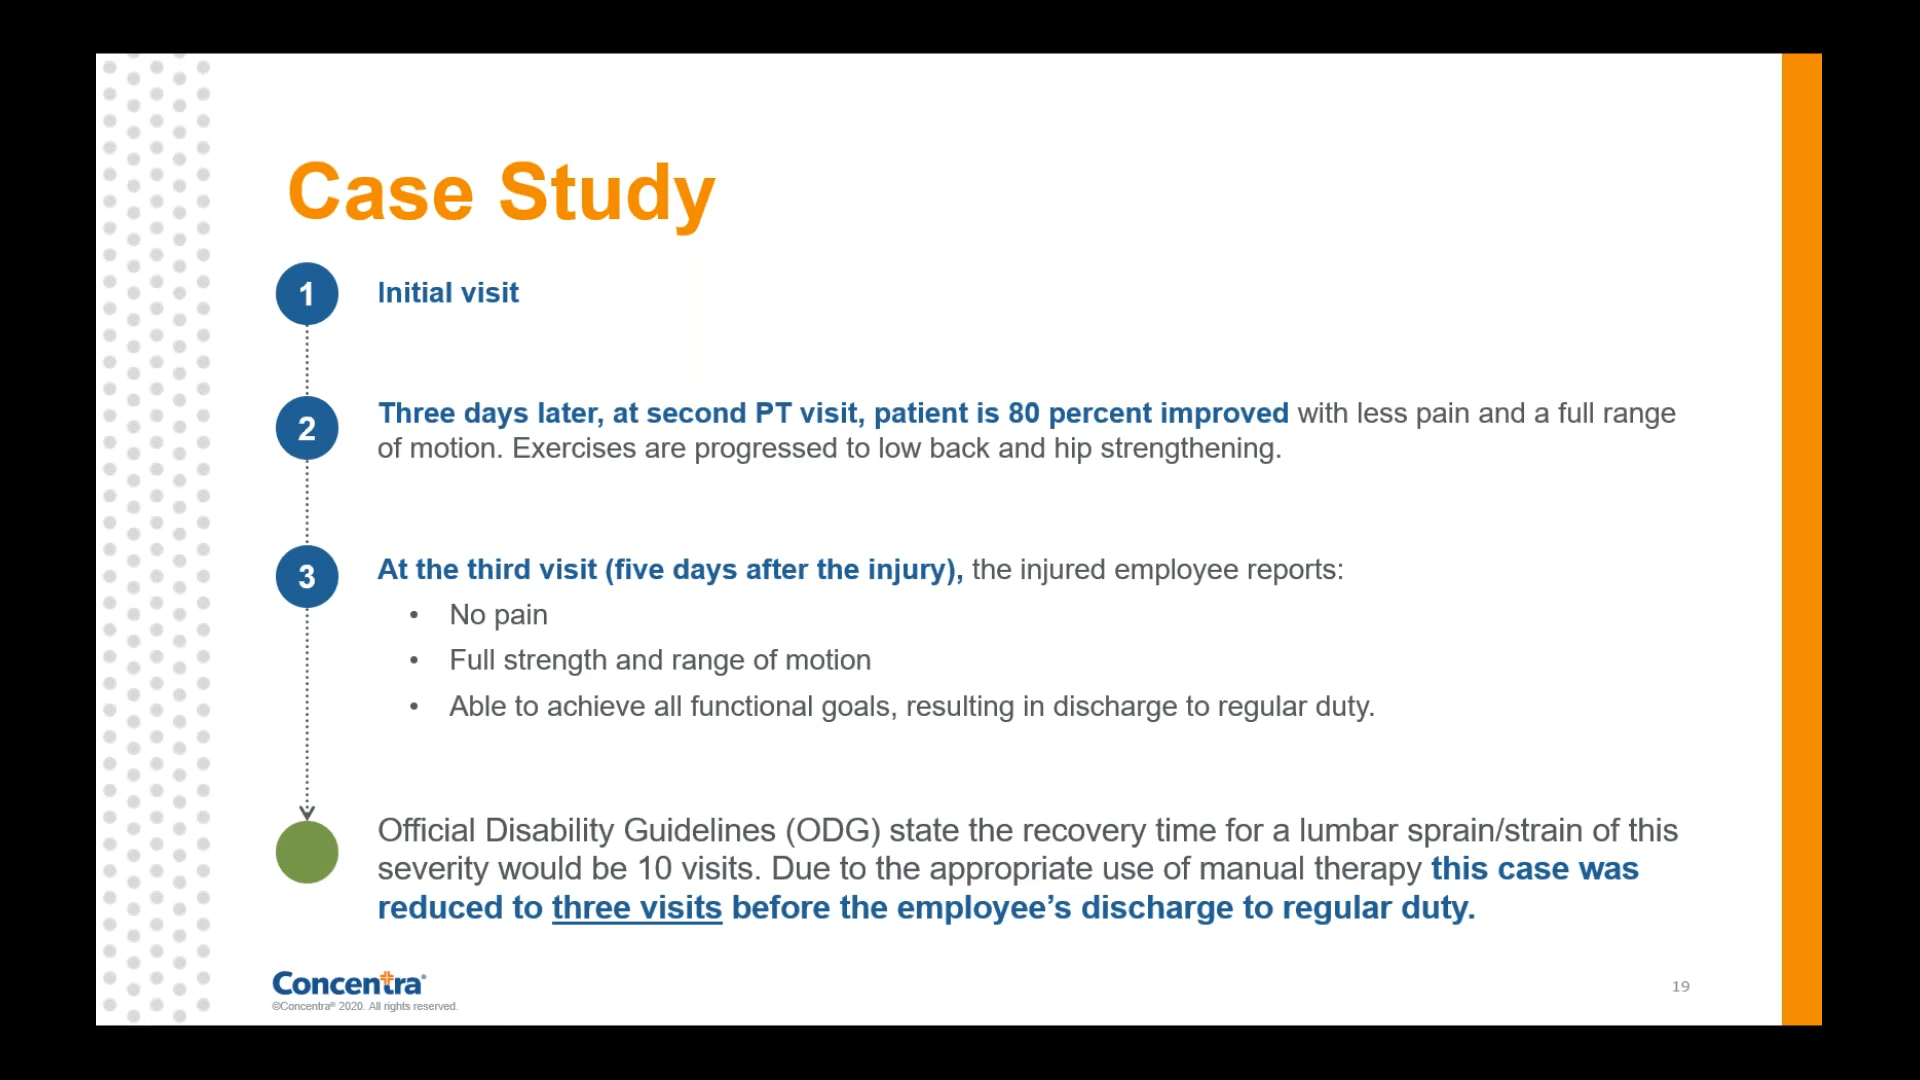 Case Study
1
Initial visit
2
Three days later, at second PT visit, patient is 80 percent improved with less pain and a full range
of motion. Exercises are progressed to low back and hip strengthening.
3
At the third visit (five days after the injury), the injured employee reports:
• No pain
• Full strength and range of motion
• Able to achieve all functional goals, resulting in discharge to regular duty.
Official Disability Guidelines (ODG) state the recovery time for a lumbar sprain/strain of this
severity would be 10 visits. Due to the appropriate use of manual therapy this case was
reduced to three visits before the employee’s discharge to regular duty.
Concentra®
©Concentra® 2020. All rights reserved.
19